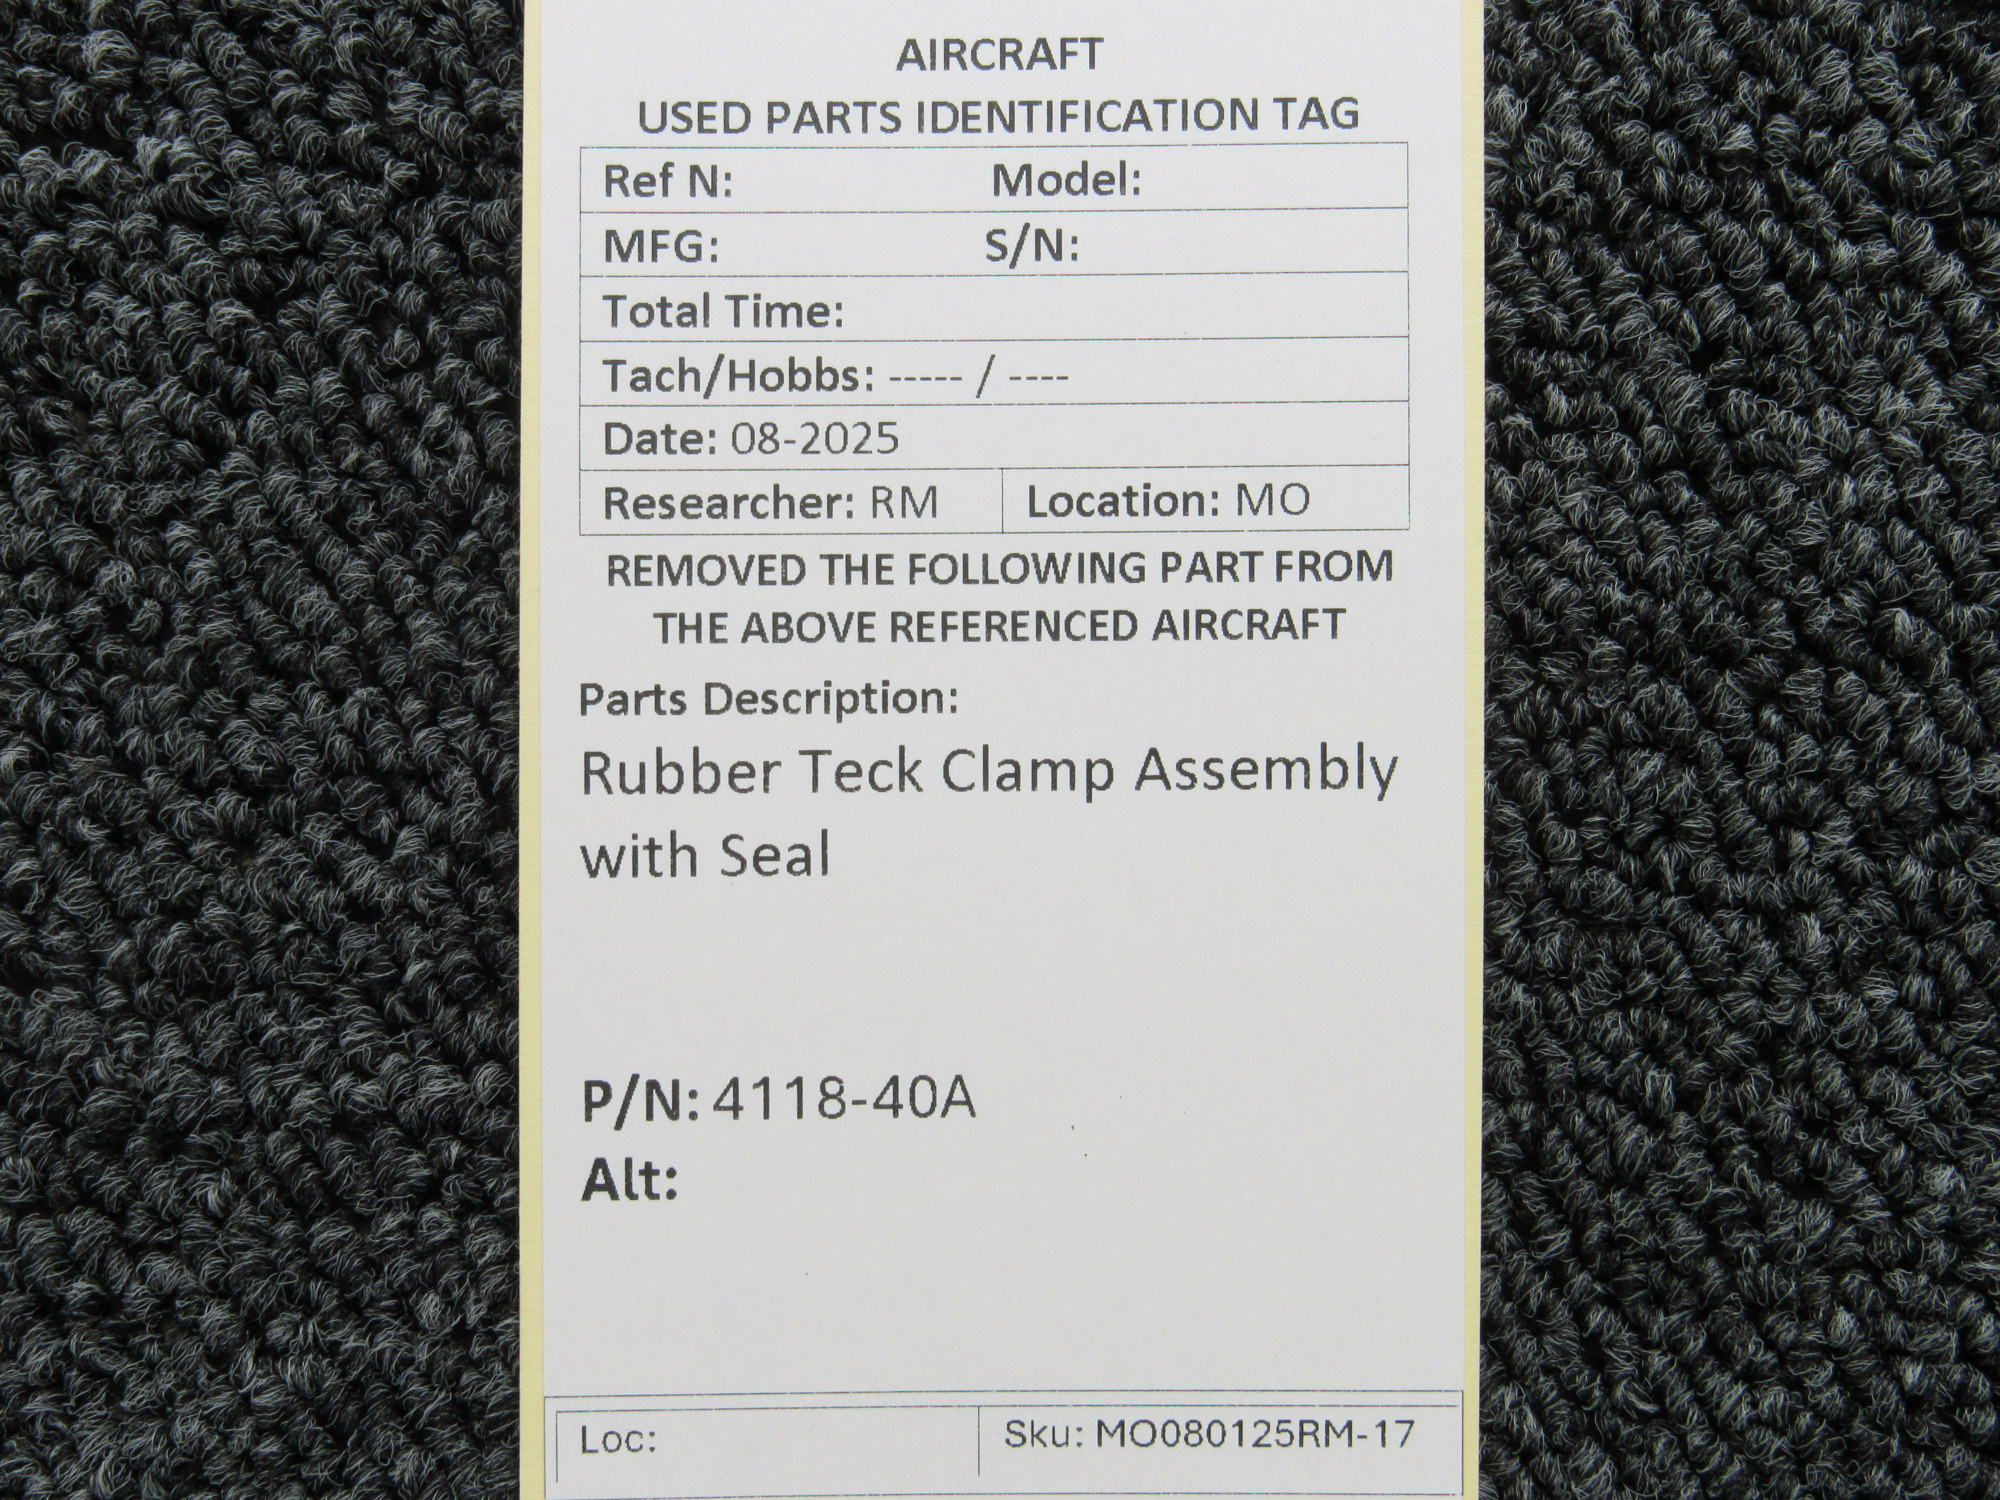 AIRCRAFT
USED PARTS IDENTIFICATION TAG
Ref N: Model:
MFG: S/N:
Total Time:
Tach/Hobbs: ----- / ----
Date: 08-2025
Researcher: RM Location: MO
REMOVED THE FOLLOWING PART FROM
THE ABOVE REFERENCED AIRCRAFT
Parts Description:
Rubber Teck Clamp Assembly
with Seal
P/N: 4118-40A
Alt:
Loc: Sku: MO080125RM-17